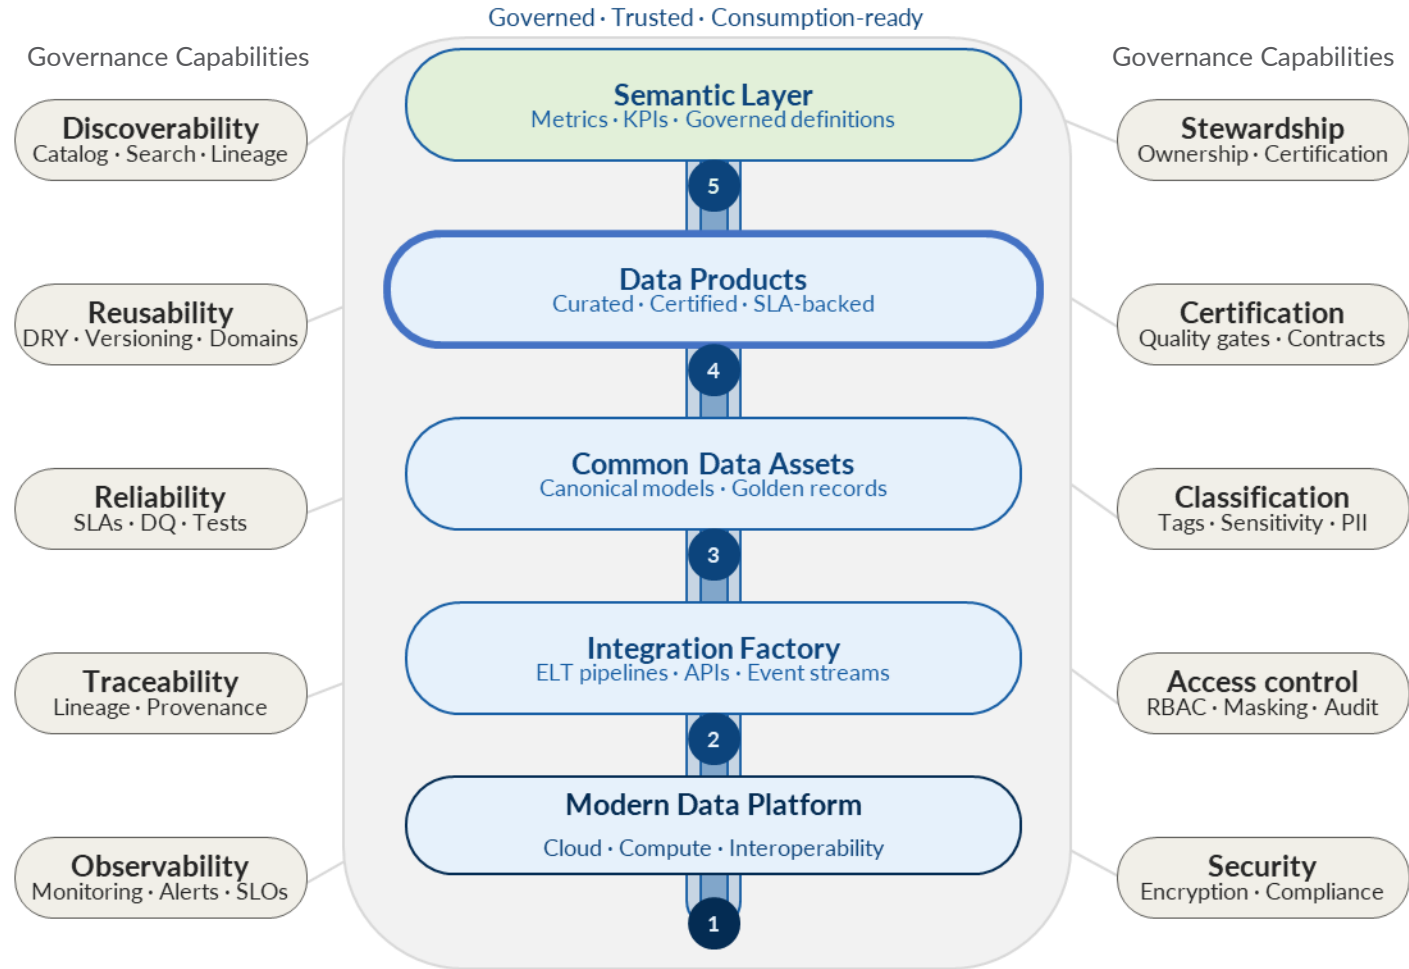 Governed · Trusted · Consumption-ready
Governance Capabilities
Governance Capabilities
Semantic Layer
Metrics · KPIs · Governed definitions
Discoverability
Catalog · Search · Lineage
Stewardship
Ownership · Certification
5
Data Products
Curated · Certified · SLA-backed
Reusability
DRY · Versioning · Domains
Certification
Quality gates · Contracts
4
Common Data Assets
Canonical models · Golden records
Reliability
SLAs · DQ · Tests
Classification
Tags · Sensitivity · PII
3
Integration Factory
ELT pipelines · APIs · Event streams
Traceability
Lineage · Provenance
Access control
RBAC · Masking · Audit
2
Modern Data Platform
Cloud · Compute · Interoperability
Observability
Monitoring · Alerts · SLOs
Security
Encryption · Compliance
1